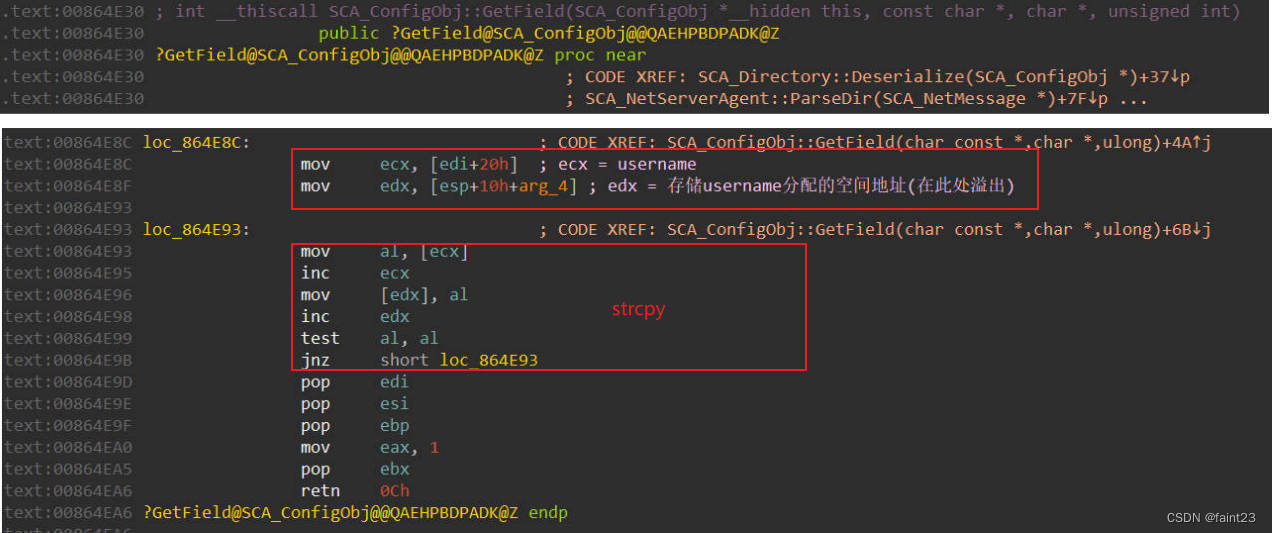 .text:00864E30 ; int __thiscall SCA_ConfigObj::GetField(SCA_ConfigObj *__hidden this, const char *, char *, unsigned int)
.text:00864E30 public ?GetField@SCA_ConfigObj@@QAEHPBDPADK@Z
.text:00864E30 ?GetField@SCA_ConfigObj@@QAEHPBDPADK@Z proc near
.text:00864E30 ; CODE XREF: SCA_Directory::Deserialize(SCA_ConfigObj *)+37↓p
.text:00864E30 ; SCA_NetServerAgent::ParseDir(SCA_NetMessage *)+7F↓p ...
text:00864E8C loc_864E8C: ; CODE XREF: SCA_ConfigObj::GetField(char const *,char *,ulong)+4A↑j
text:00864E8C mov ecx, [edi+20h] ; ecx = username
text:00864E8F mov edx, [esp+10h+arg_4] ; edx = 存储username分配的空间地址(在此处溢出)
text:00864E93
text:00864E93 loc_864E93: ; CODE XREF: SCA_ConfigObj::GetField(char const *,char *,ulong)+6B↓j
text:00864E93 mov al, [ecx]
text:00864E95 inc ecx
text:00864E96 mov [edx], al
text:00864E98 inc edx
text:00864E99 test al, al
text:00864E9B jnz short loc_864E93
text:00864E9D pop edi
text:00864E9E pop esi
text:00864E9F pop ebp
text:00864EA0 mov eax, 1
text:00864EA5 pop ebx
text:00864EA6 retn 0Ch
text:00864EA6 ?GetField@SCA_ConfigObj@@QAEHPBDPADK@Z endp
strcpy
CSDN @faint23